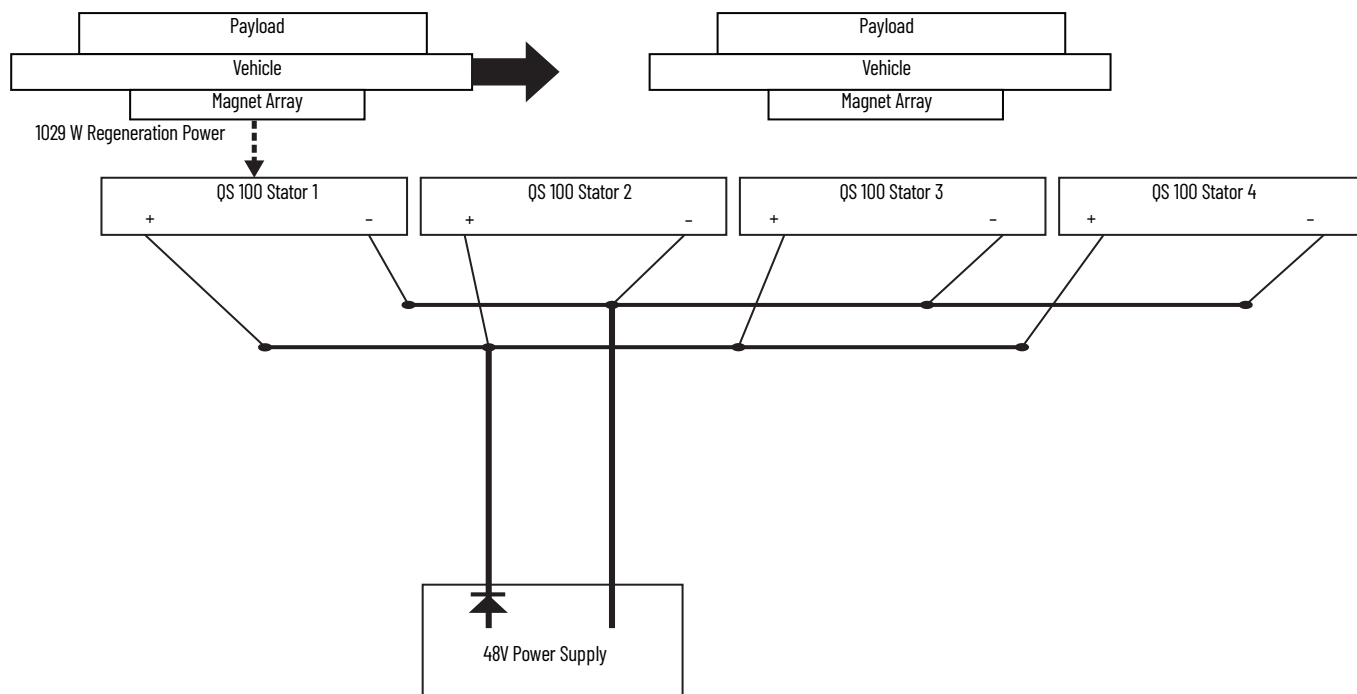 Payload
Payload
Vehicle
Vehicle
Magnet Array
Magnet Array
1029 W Regeneration Power
QS 100 Stator 1
QS 100 Stator 2
QS 100 Stator 3
QS 100 Stator 4
+ –
+ –
+ –
+ –
48V Power Supply